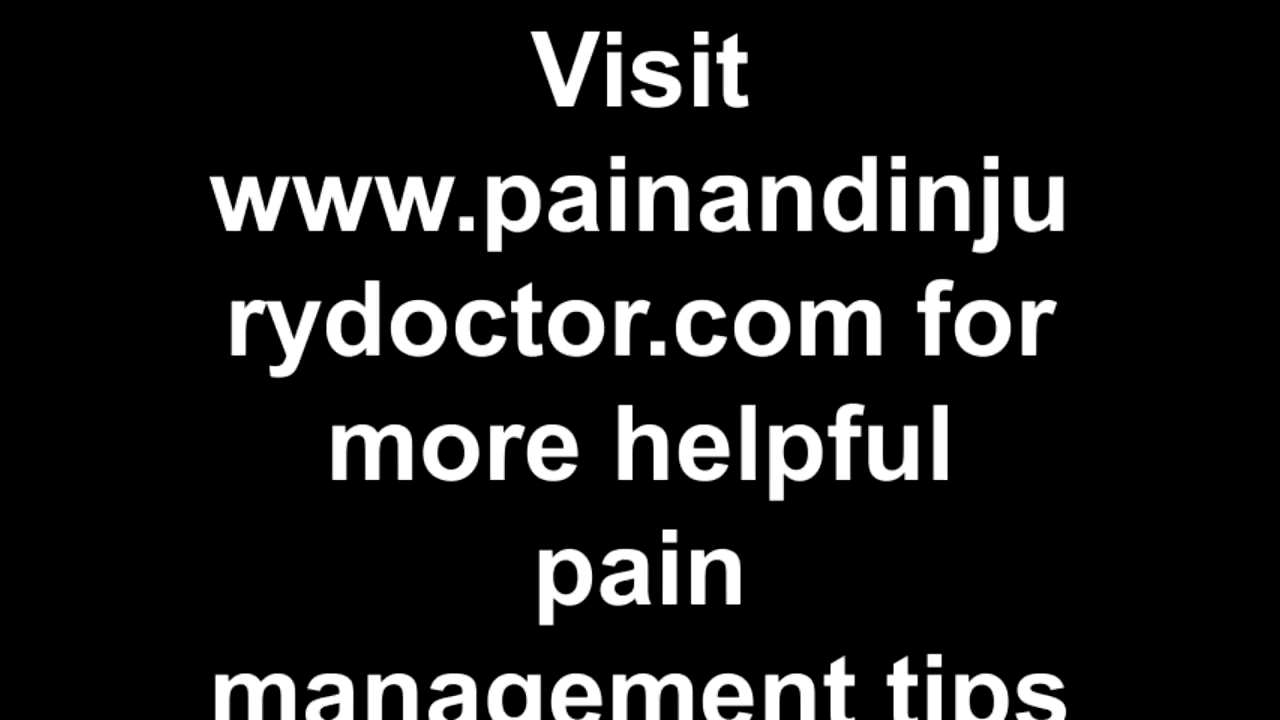 Visit
www.painandinju
rydoctor.com for
more helpful
pain
management tips